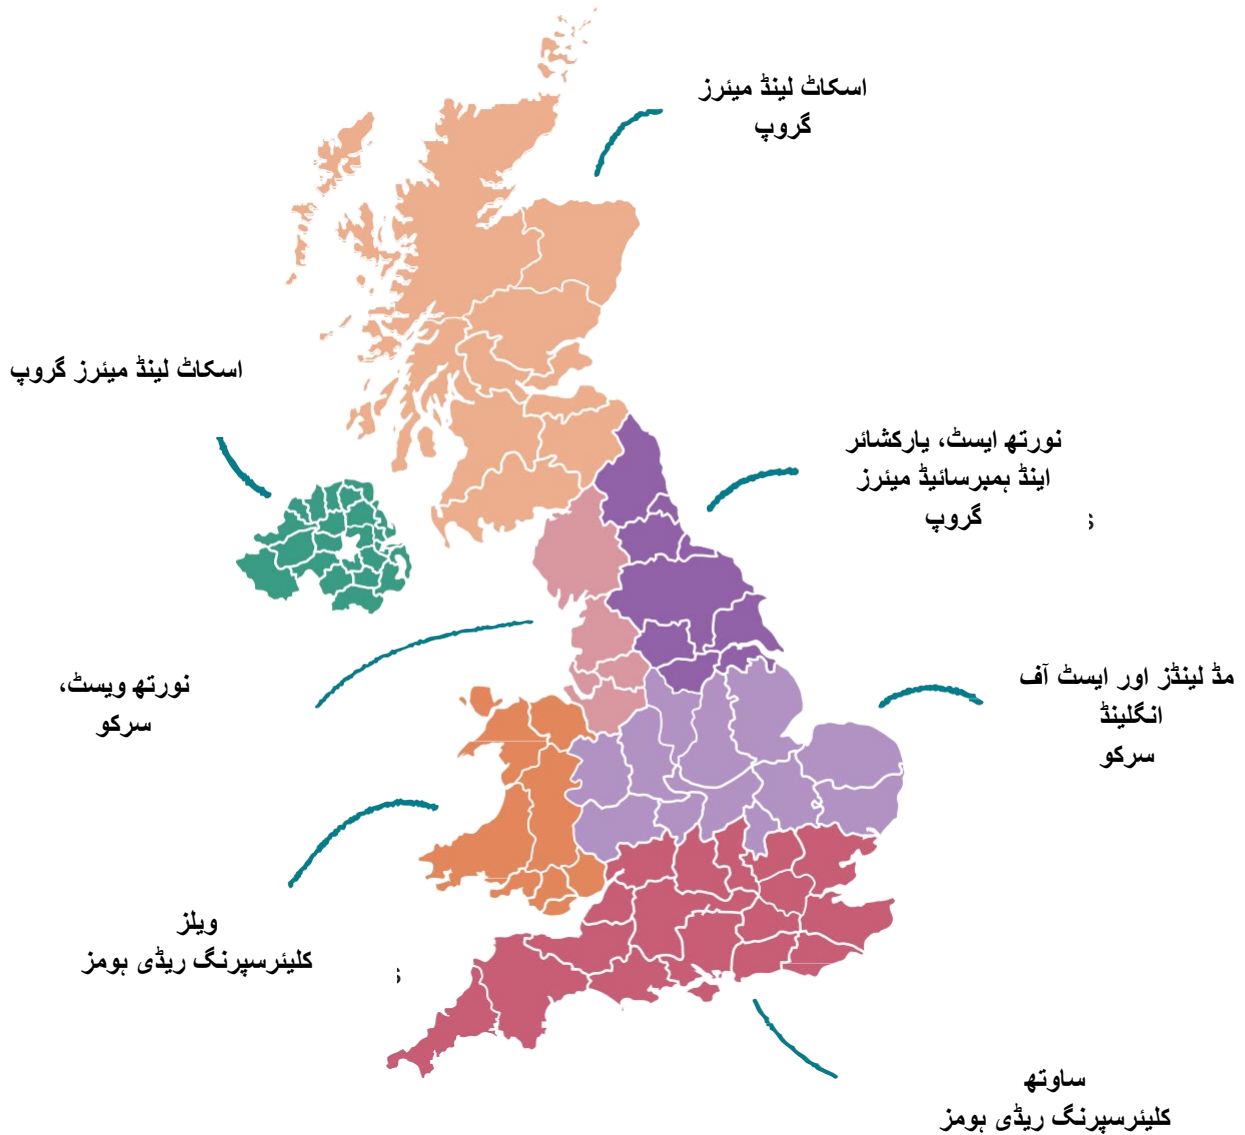 اسکاٹ لینڈ میئرز
گروپ
اسکاٹ لینڈ میئرز گروپ
نورتھ ایسٹ، یارکشائر
اینڈ ہمبرسائیڈ میئرز
گروپ
s
نورتھ ویسٹ،
سرکو
مڈ لینڈز اور ایسٹ آف
انگلینڈ
سرکو
ویلز
کلیئرسپرنگ ریڈی ہومز
s
ساوتھ
کلیئرسپرنگ ریڈی ہومز